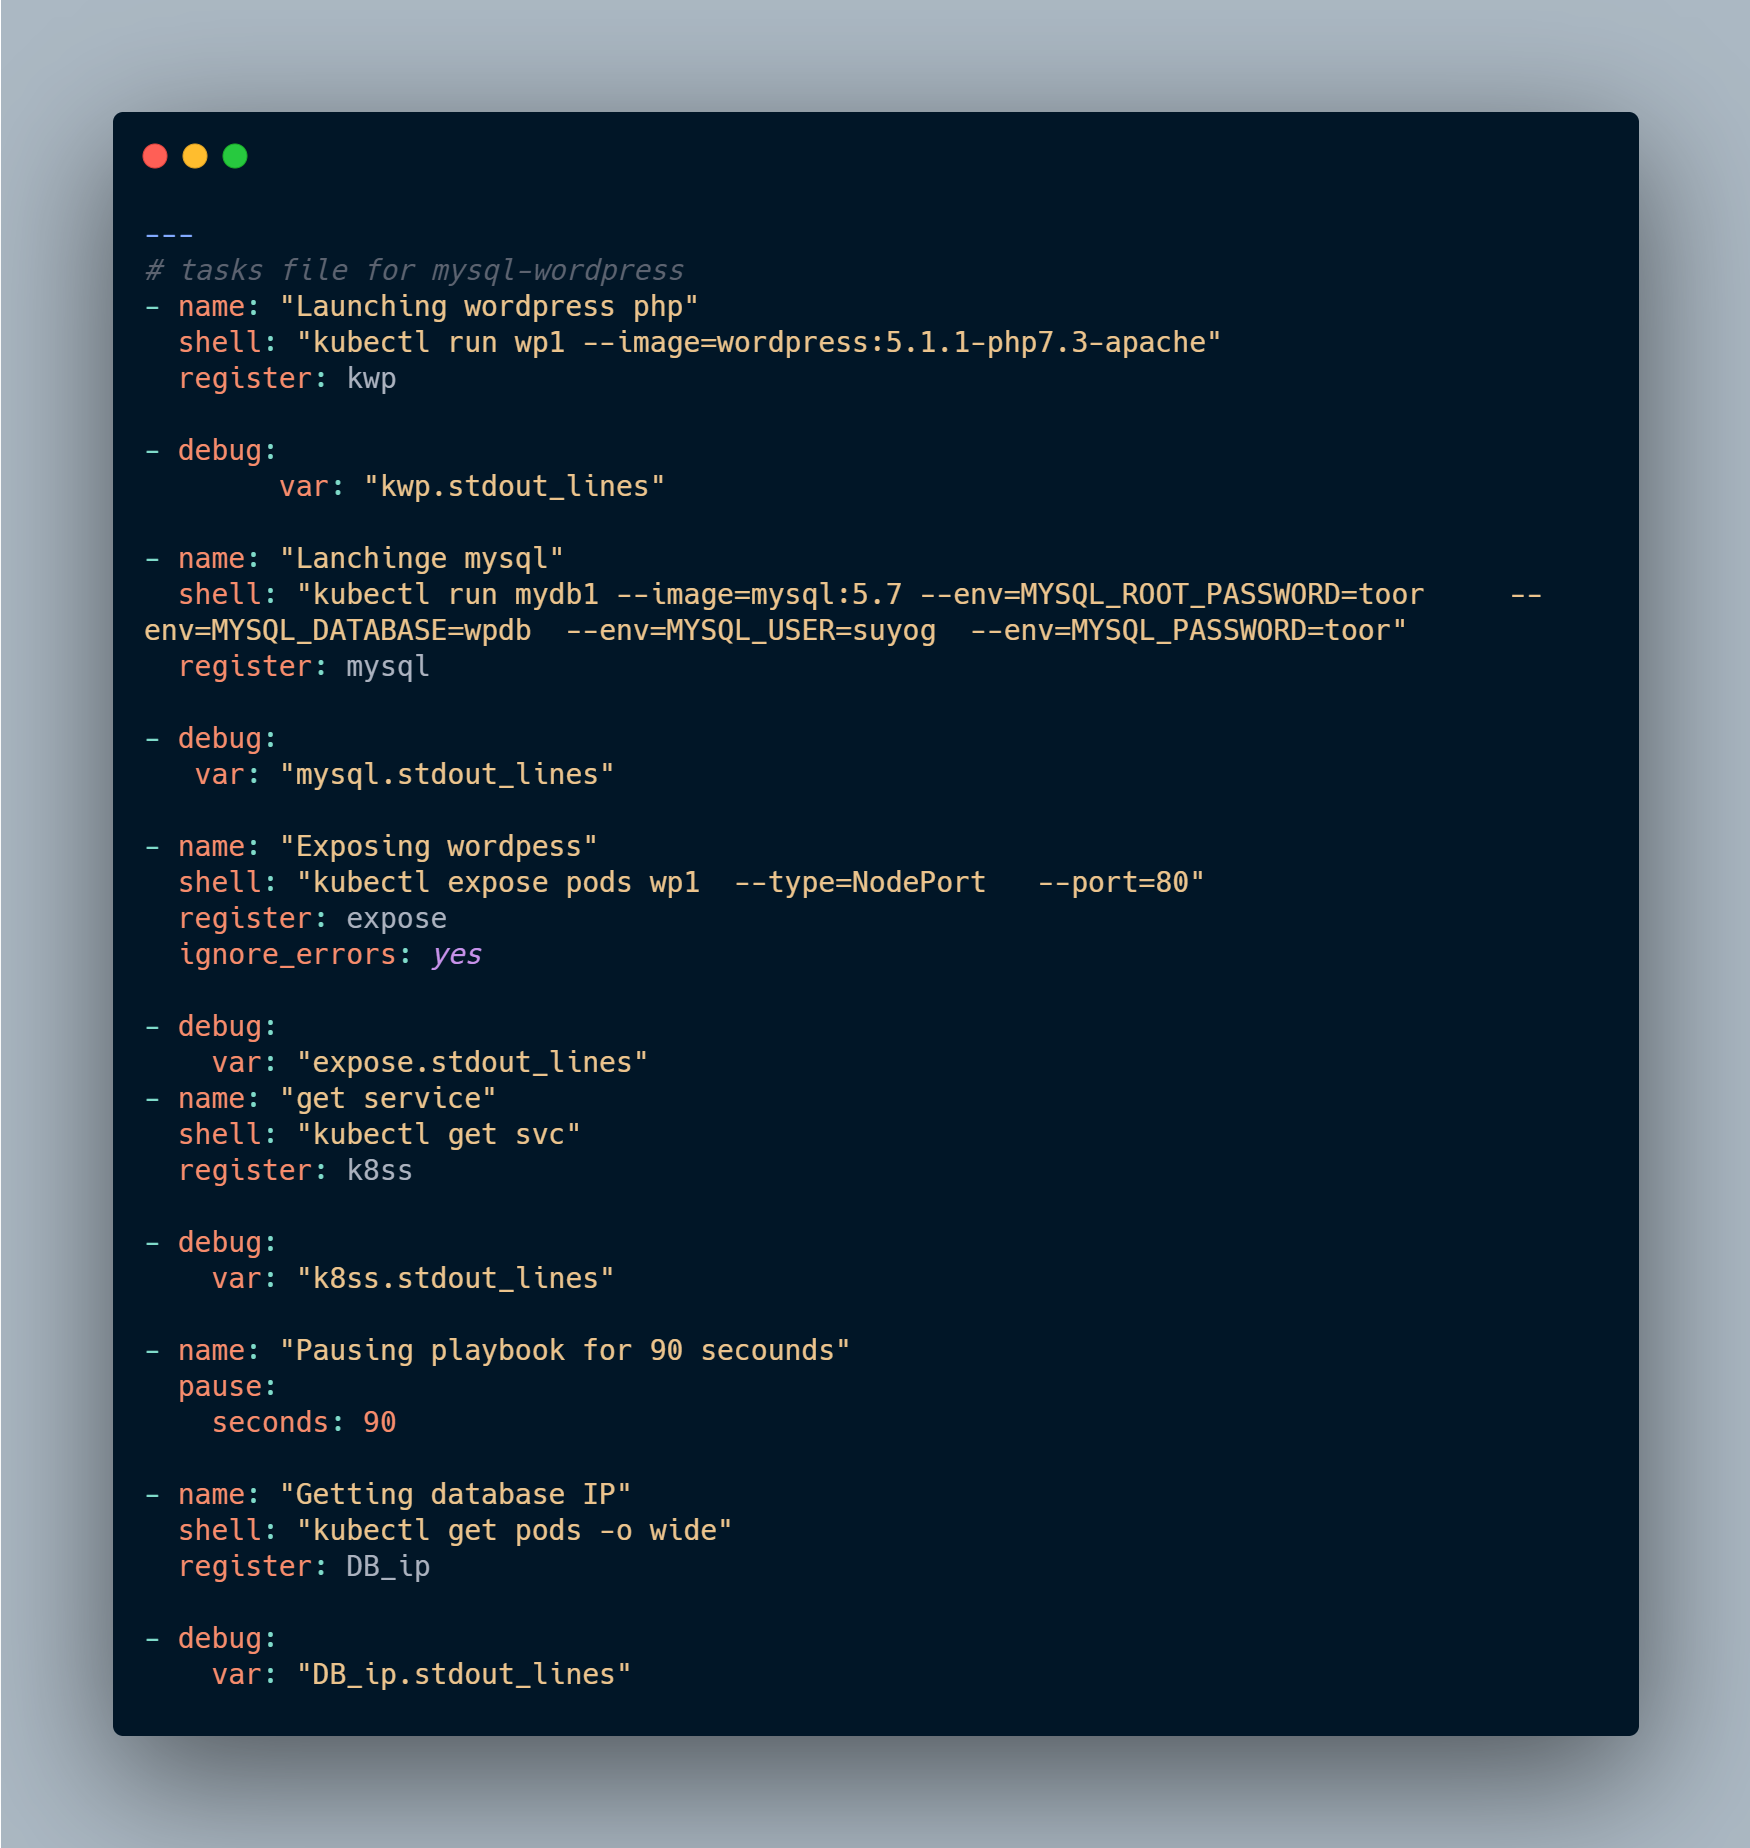 ---
# tasks file for mysql-wordpress
- name: "Launching wordpress php"
  shell: "kubectl run wp1 --image=wordpress:5.1.1-php7.3-apache"
  register: kwp

- debug:
        var: "kwp.stdout_lines"

- name: "Lanchinge mysql"
  shell: "kubectl run mydb1 --image=mysql:5.7 --env=MYSQL_ROOT_PASSWORD=toor     --
env=MYSQL_DATABASE=wpdb  --env=MYSQL_USER=suyog  --env=MYSQL_PASSWORD=toor"
  register: mysql

- debug:
   var: "mysql.stdout_lines"

- name: "Exposing wordpess"
  shell: "kubectl expose pods wp1  --type=NodePort   --port=80"
  register: expose
  ignore_errors: yes

- debug:
    var: "expose.stdout_lines"
- name: "get service"
  shell: "kubectl get svc"
  register: k8ss

- debug:
    var: "k8ss.stdout_lines"

- name: "Pausing playbook for 90 secounds"
  pause:
    seconds: 90

- name: "Getting database IP"
  shell: "kubectl get pods -o wide"
  register: DB_ip

- debug:
    var: "DB_ip.stdout_lines"